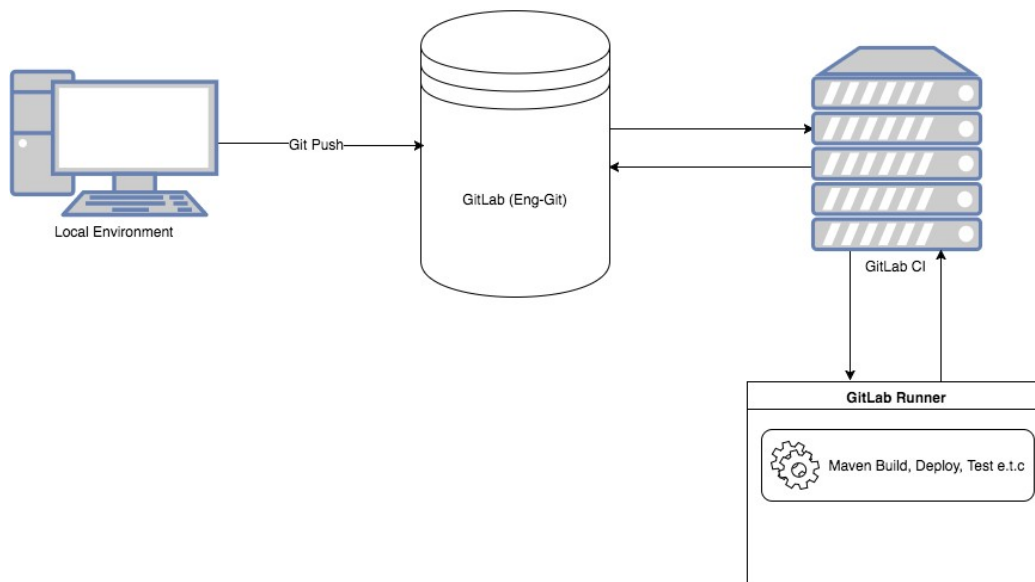 Git Push
GitLab (Eng-Git)
Local Environment
GitLab CI
GitLab Runner
Maven Build, Deploy, Test e.t.c